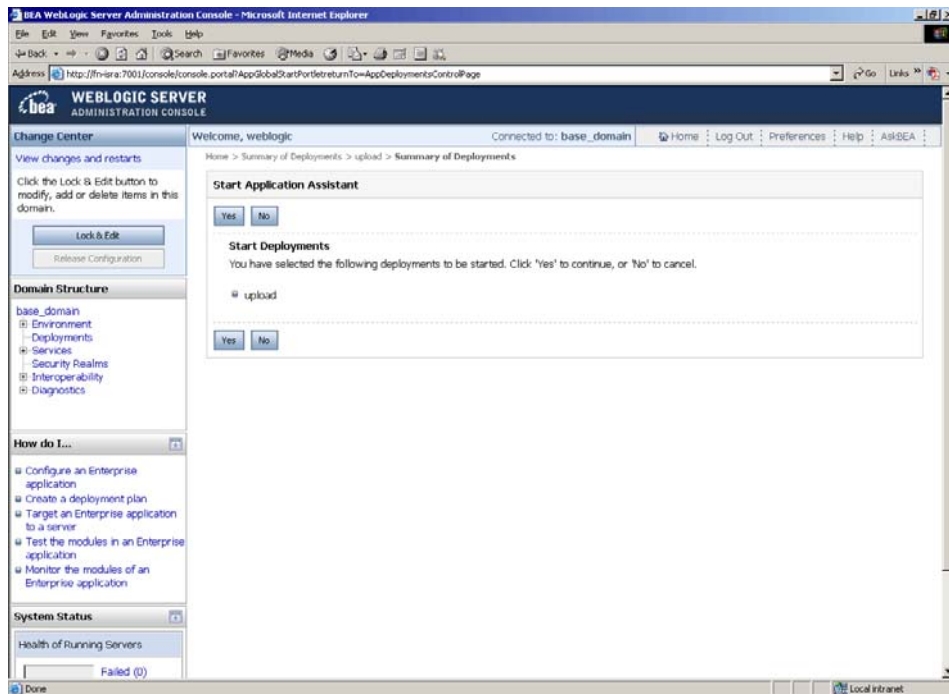 BEA WebLogic Server Administration Console - Microsoft Internet Explorer
File Edit View Favorites Tools Help
Back Search Favorites Media
Address http://fn-isra:7001/console/console.portal?AppGlobalStartPortletreturnTo=AppDeploymentsControlPage Go Links »
bea WEBLOGIC SERVER
ADMINISTRATION CONSOLE
Change Center
View changes and restarts
Click the Lock & Edit button to
modify, add or delete items in this
domain.
Lock & Edit
Release Configuration
Domain Structure
base_domain
Environment
Deployments
Services
Security Realms
Interoperability
Diagnostics
How do I...
Configure an Enterprise
application
Create a deployment plan
Target an Enterprise application
to a server
Test the modules in an Enterprise
application
Monitor the modules of an
Enterprise application
System Status
Health of Running Servers
Failed (0)
Welcome, weblogic Connected to: base_domain Home Log Out Preferences Help AskBEA
Home > Summary of Deployments > upload > Summary of Deployments
Start Application Assistant
Yes No
Start Deployments
You have selected the following deployments to be started. Click 'Yes' to continue, or 'No' to cancel.
upload
Yes No
Done Local intranet